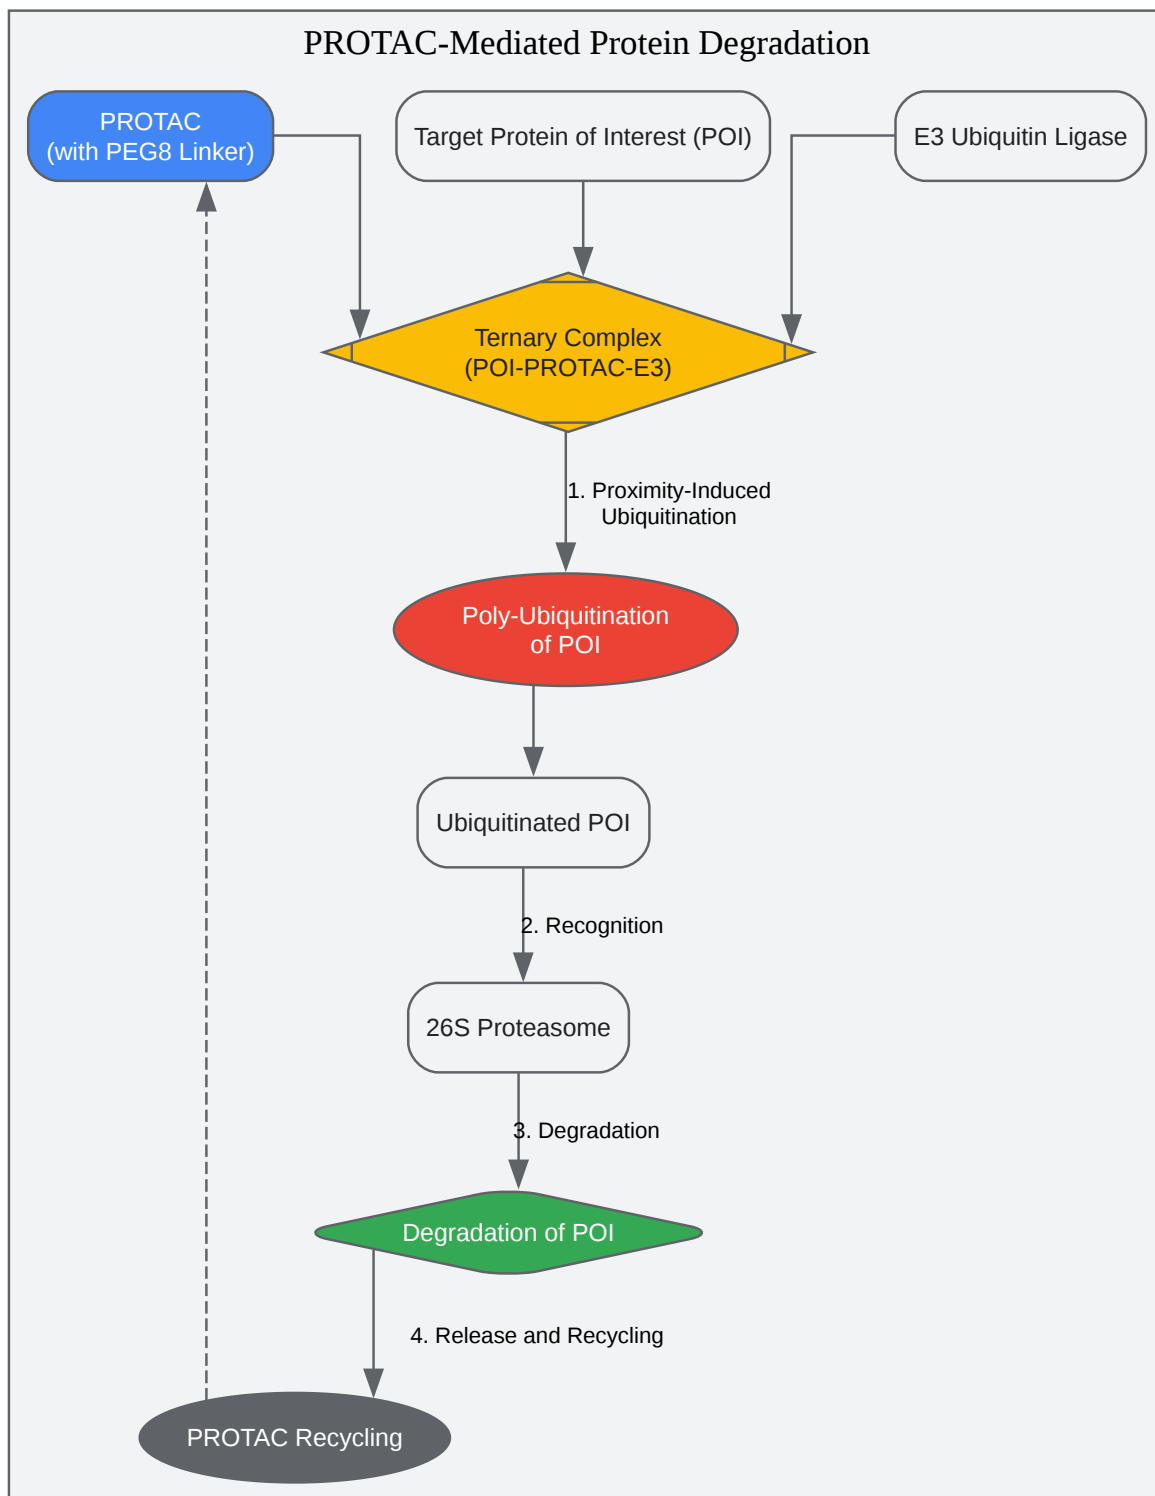 PROTAC-Mediated Protein Degradation
PROTAC
(with PEG8 Linker)
Target Protein of Interest (POI)
E3 Ubiquitin Ligase
Ternary Complex
(POI-PROTAC-E3)
1. Proximity-Induced
Ubiquitination
Poly-Ubiquitination
of POI
Ubiquitinated POI
2. Recognition
26S Proteasome
3. Degradation
Degradation of POI
4. Release and Recycling
PROTAC Recycling